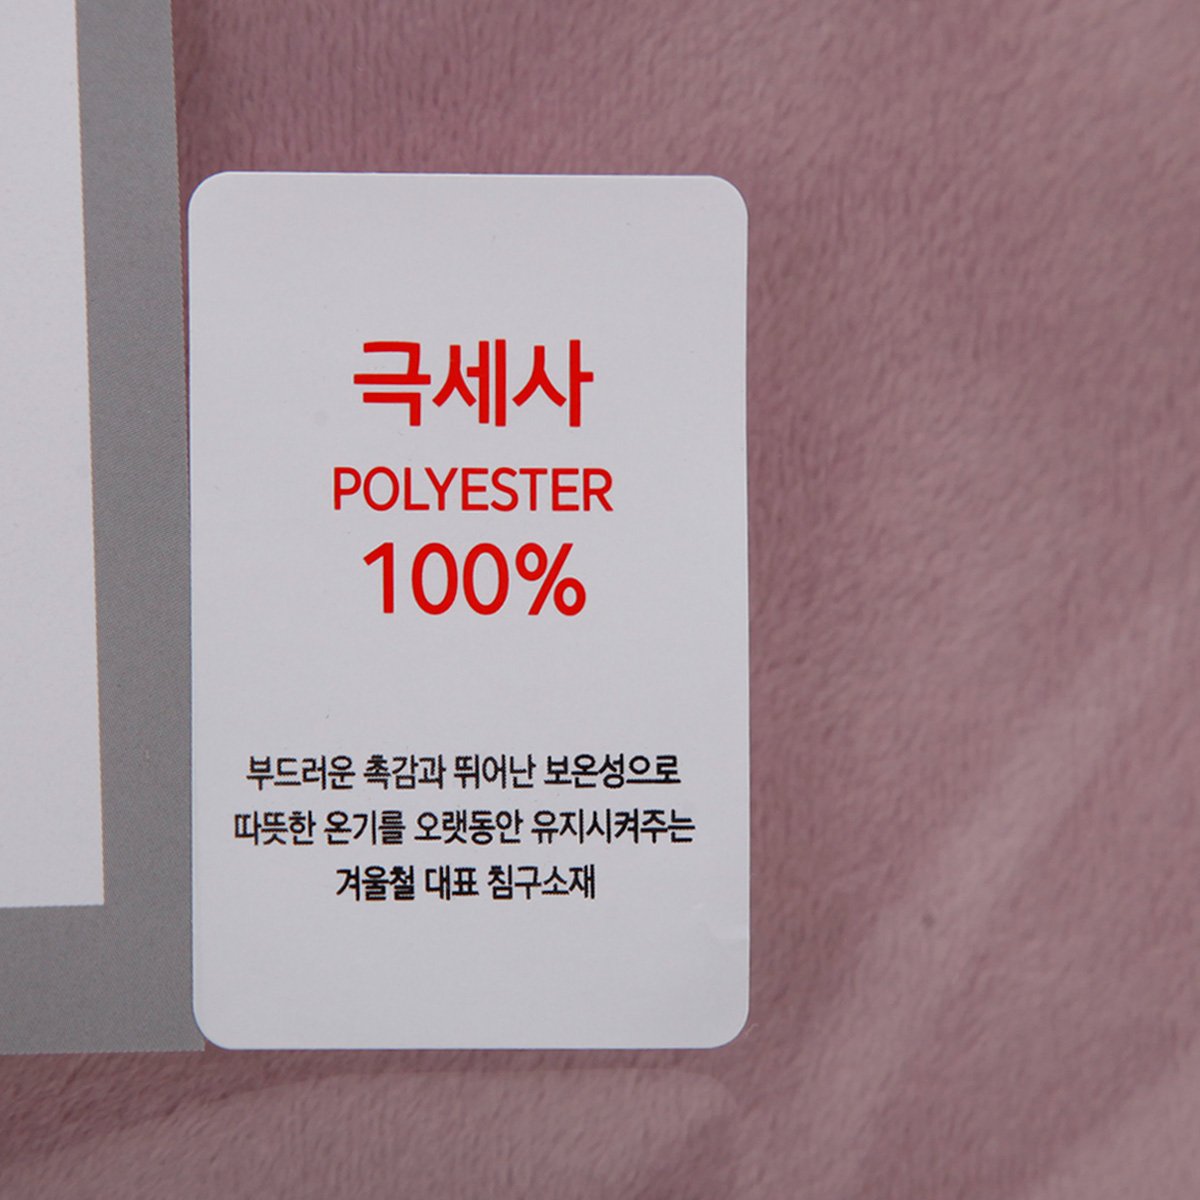 극세사
POLYESTER
100%
부드러운 촉감과 뛰어난 보온성으로
따뜻한 온기를 오랫동안 유지시켜주는
겨울철 대표 침구소재